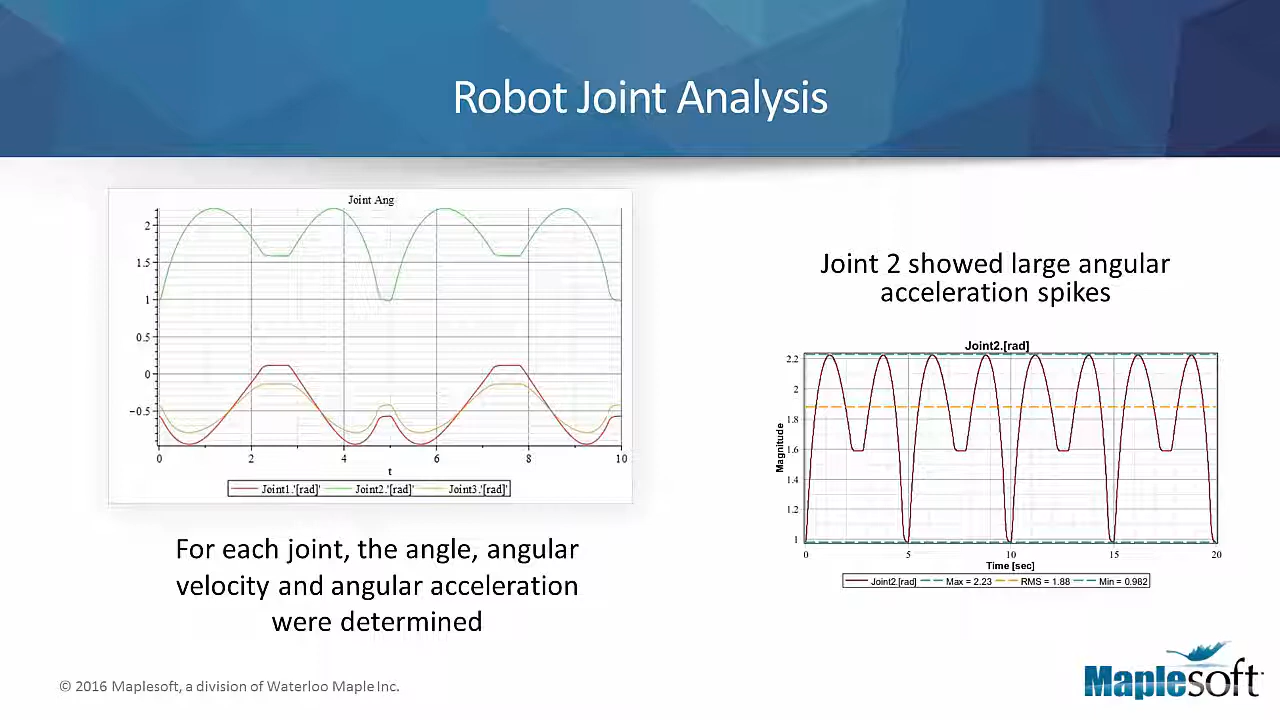 Robot Joint Analysis
Joint Ang
2
1.5
1
0.5
0
−0.5
0 2 4 6 8 10
t
Joint1.'[rad]' Joint2.'[rad]' Joint3.'[rad]'
For each joint, the angle, angular
velocity and angular acceleration
were determined
Joint 2 showed large angular
acceleration spikes
Joint2.[rad]
2.2
2
1.8
1.6
1.4
1.2
1
Magnitude
0 5 10 15 20
Time [sec]
Joint2.[rad] Max = 2.23 RMS = 1.88 Min = 0.982
© 2016 Maplesoft, a division of Waterloo Maple Inc.
Maplesoft